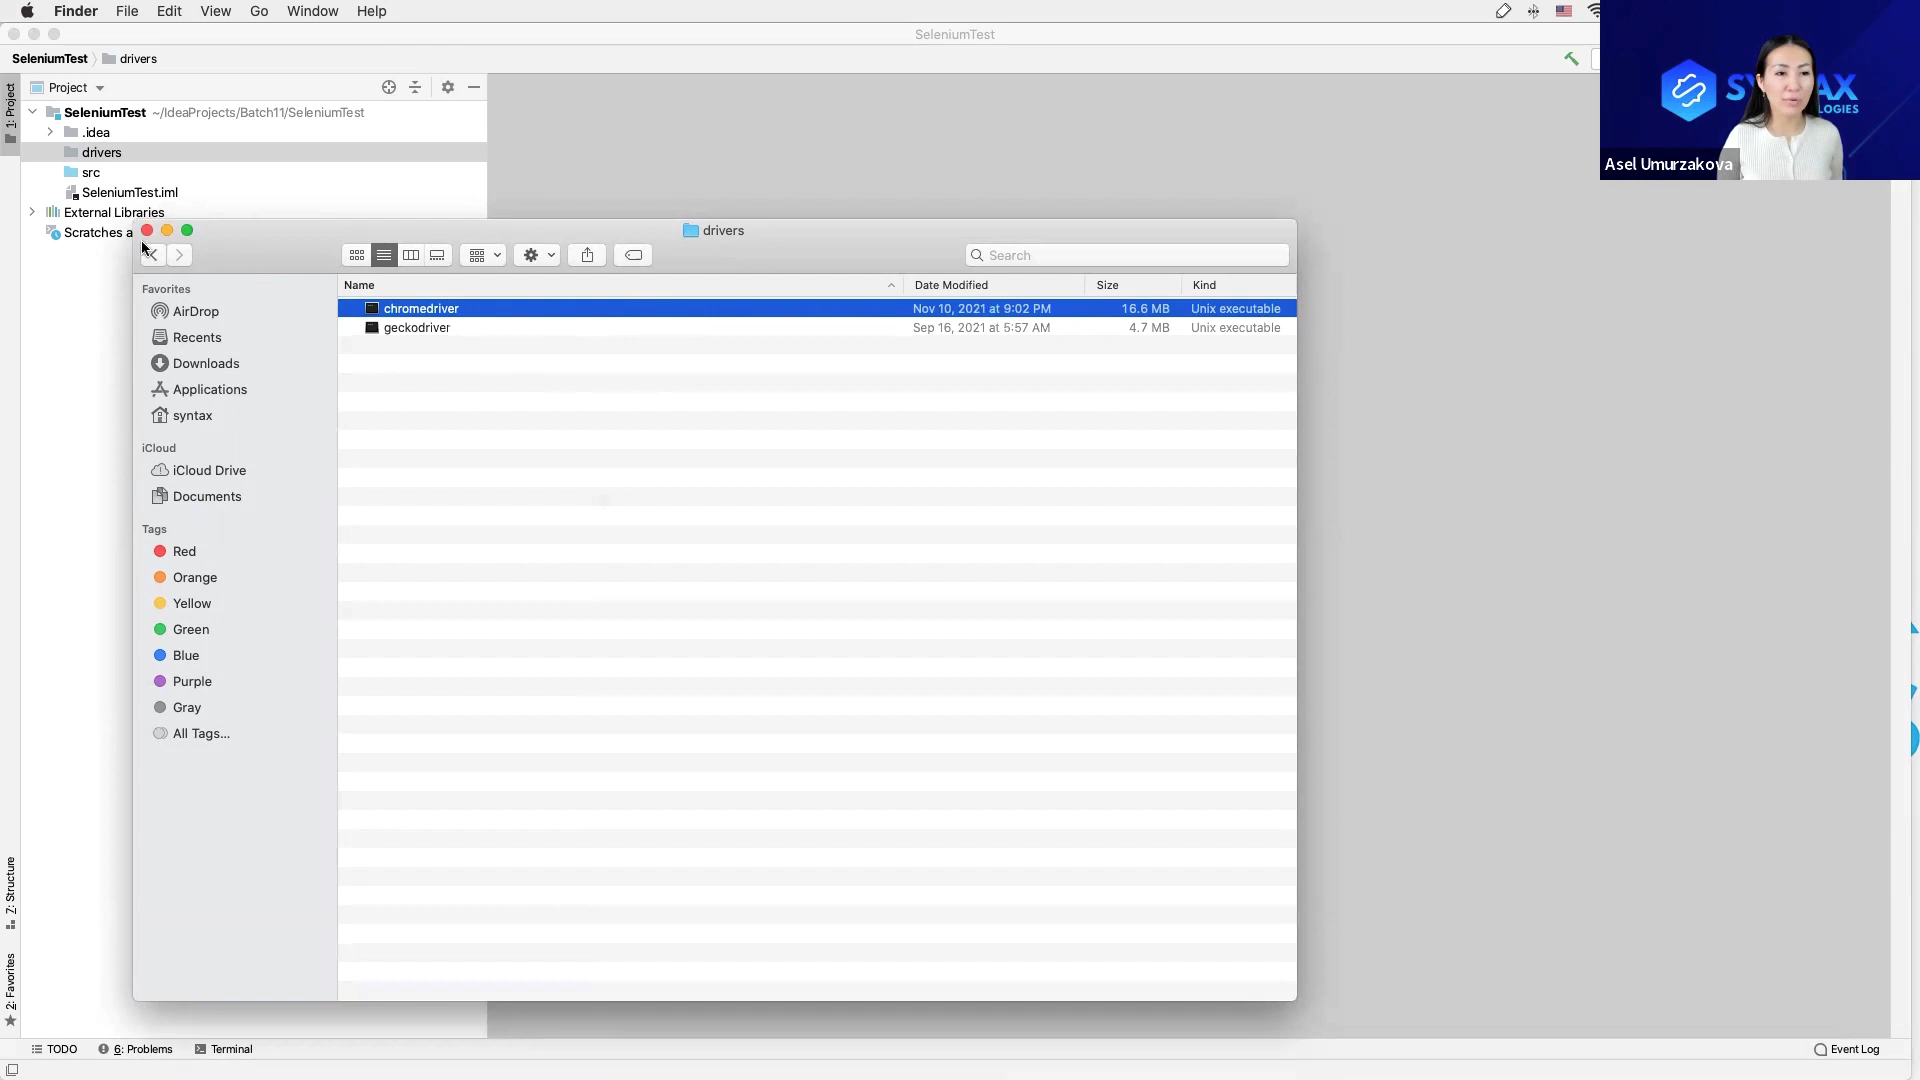 Finder File Edit View Go Window Help
SeleniumTest
SeleniumTest drivers
1: Project
Project
SeleniumTest ~/IdeaProjects/Batch11/SeleniumTest
.idea
drivers
src
SeleniumTest.iml
External Libraries
Scratches a
Asel Umurzakova
drivers
Search
Favorites
AirDrop
Recents
Downloads
Applications
syntax
iCloud
iCloud Drive
Documents
Tags
Red
Orange
Yellow
Green
Blue
Purple
Gray
All Tags...
Name Date Modified Size Kind
chromedriver Nov 10, 2021 at 9:02 PM 16.6 MB Unix executable
geckodriver Sep 16, 2021 at 5:57 AM 4.7 MB Unix executable
Z: Structure
2: Favorites
TODO 6: Problems Terminal Event Log